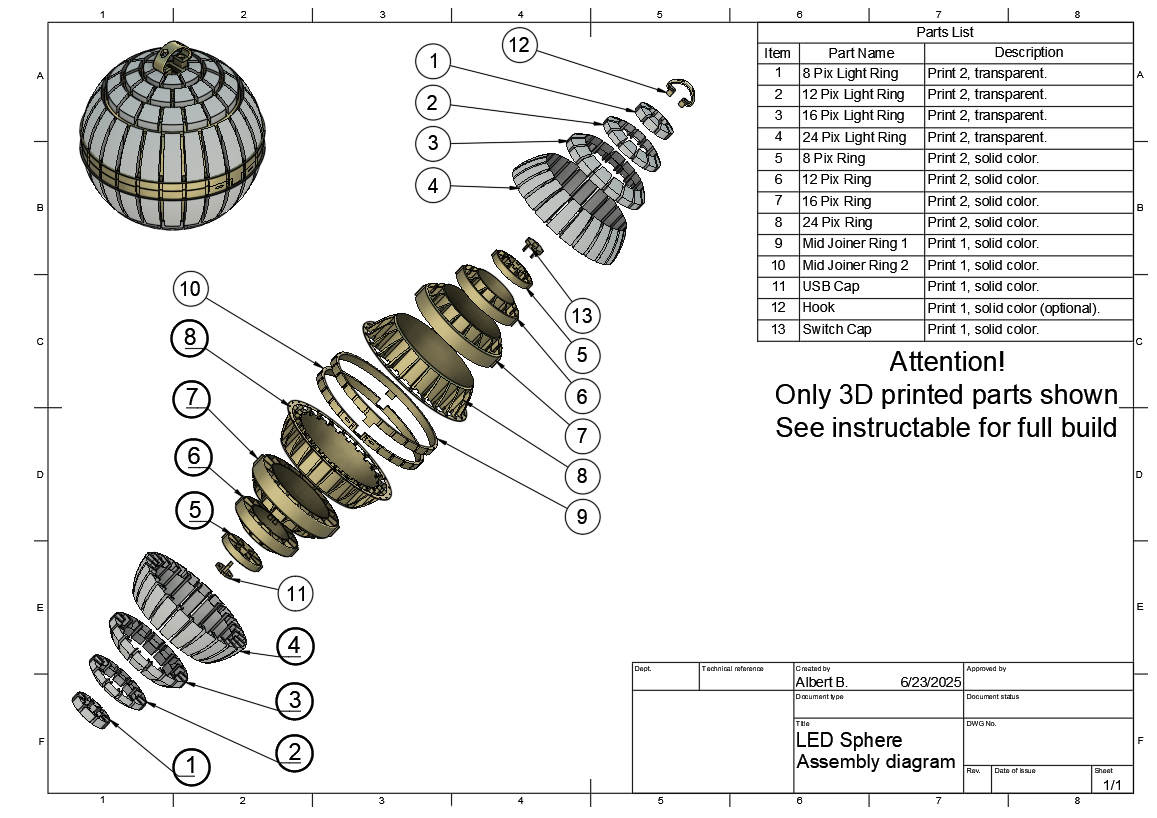 1 2 3 4 5 6 7 8
A
B
C
D
E
F
12
1
2
3
4
10
8
7
6
5
13
5
6
7
8
9
11
4
3
2
1
Parts List
Item Part Name Description
1 8 Pix Light Ring Print 2, transparent.
2 12 Pix Light Ring Print 2, transparent.
3 16 Pix Light Ring Print 2, transparent.
4 24 Pix Light Ring Print 2, transparent.
5 8 Pix Ring Print 2, solid color.
6 12 Pix Ring Print 2, solid color.
7 16 Pix Ring Print 2, solid color.
8 24 Pix Ring Print 2, solid color.
9 Mid Joiner Ring 1 Print 1, solid color.
10 Mid Joiner Ring 2 Print 1, solid color.
11 USB Cap Print 1, solid color.
12 Hook Print 1, solid color (optional).
13 Switch Cap Print 1, solid color.
Attention!
Only 3D printed parts shown
See instructable for full build
A
B
C
D
E
F
Dept. Technical reference Created by Approved by
Albert B. 6/23/2025
Document type Document status
Title DWG No.
LED Sphere
Assembly diagram
Rev. Date of issue Sheet
1/1
1 2 3 4 5 6 7 8